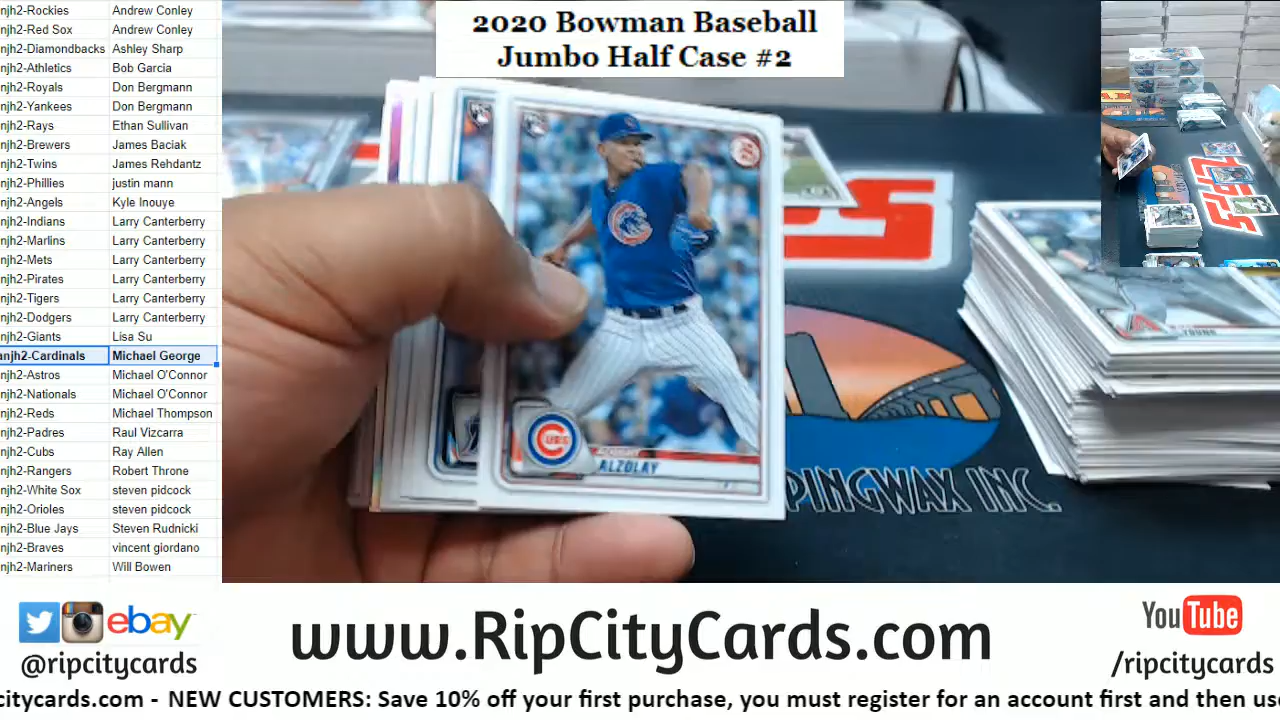 2020 Bowman Baseball
Jumbo Half Case #2
njh2-Rockies Andrew Conley
njh2-Red Sox Andrew Conley
njh2-Diamondbacks Ashley Sharp
njh2-Athletics Bob Garcia
njh2-Royals Don Bergmann
njh2-Yankees Don Bergmann
njh2-Rays Ethan Sullivan
njh2-Brewers James Baciak
njh2-Twins James Rehdantz
njh2-Phillies justin mann
njh2-Angels Kyle Inouye
njh2-Indians Larry Canterberry
njh2-Marlins Larry Canterberry
njh2-Mets Larry Canterberry
njh2-Pirates Larry Canterberry
njh2-Tigers Larry Canterberry
njh2-Dodgers Larry Canterberry
njh2-Giants Lisa Su
anjh2-Cardinals Michael George
njh2-Astros Michael O'Connor
njh2-Nationals Michael O'Connor
njh2-Reds Michael Thompson
njh2-Padres Raul Vizcarra
njh2-Cubs Ray Allen
njh2-Rangers Robert Throne
njh2-White Sox steven pidcock
njh2-Orioles steven pidcock
njh2-Blue Jays Steven Rudnicki
njh2-Braves vincent giordano
njh2-Mariners Will Bowen
CUBS
ALZOLAY
YOUNG
PINGWAX INC.
TOPPS
ebay
@ripcitycards
www.RipCityCards.com
YouTube
/ripcitycards
citycards.com - NEW CUSTOMERS: Save 10% off your first purchase, you must register for an account first and then use